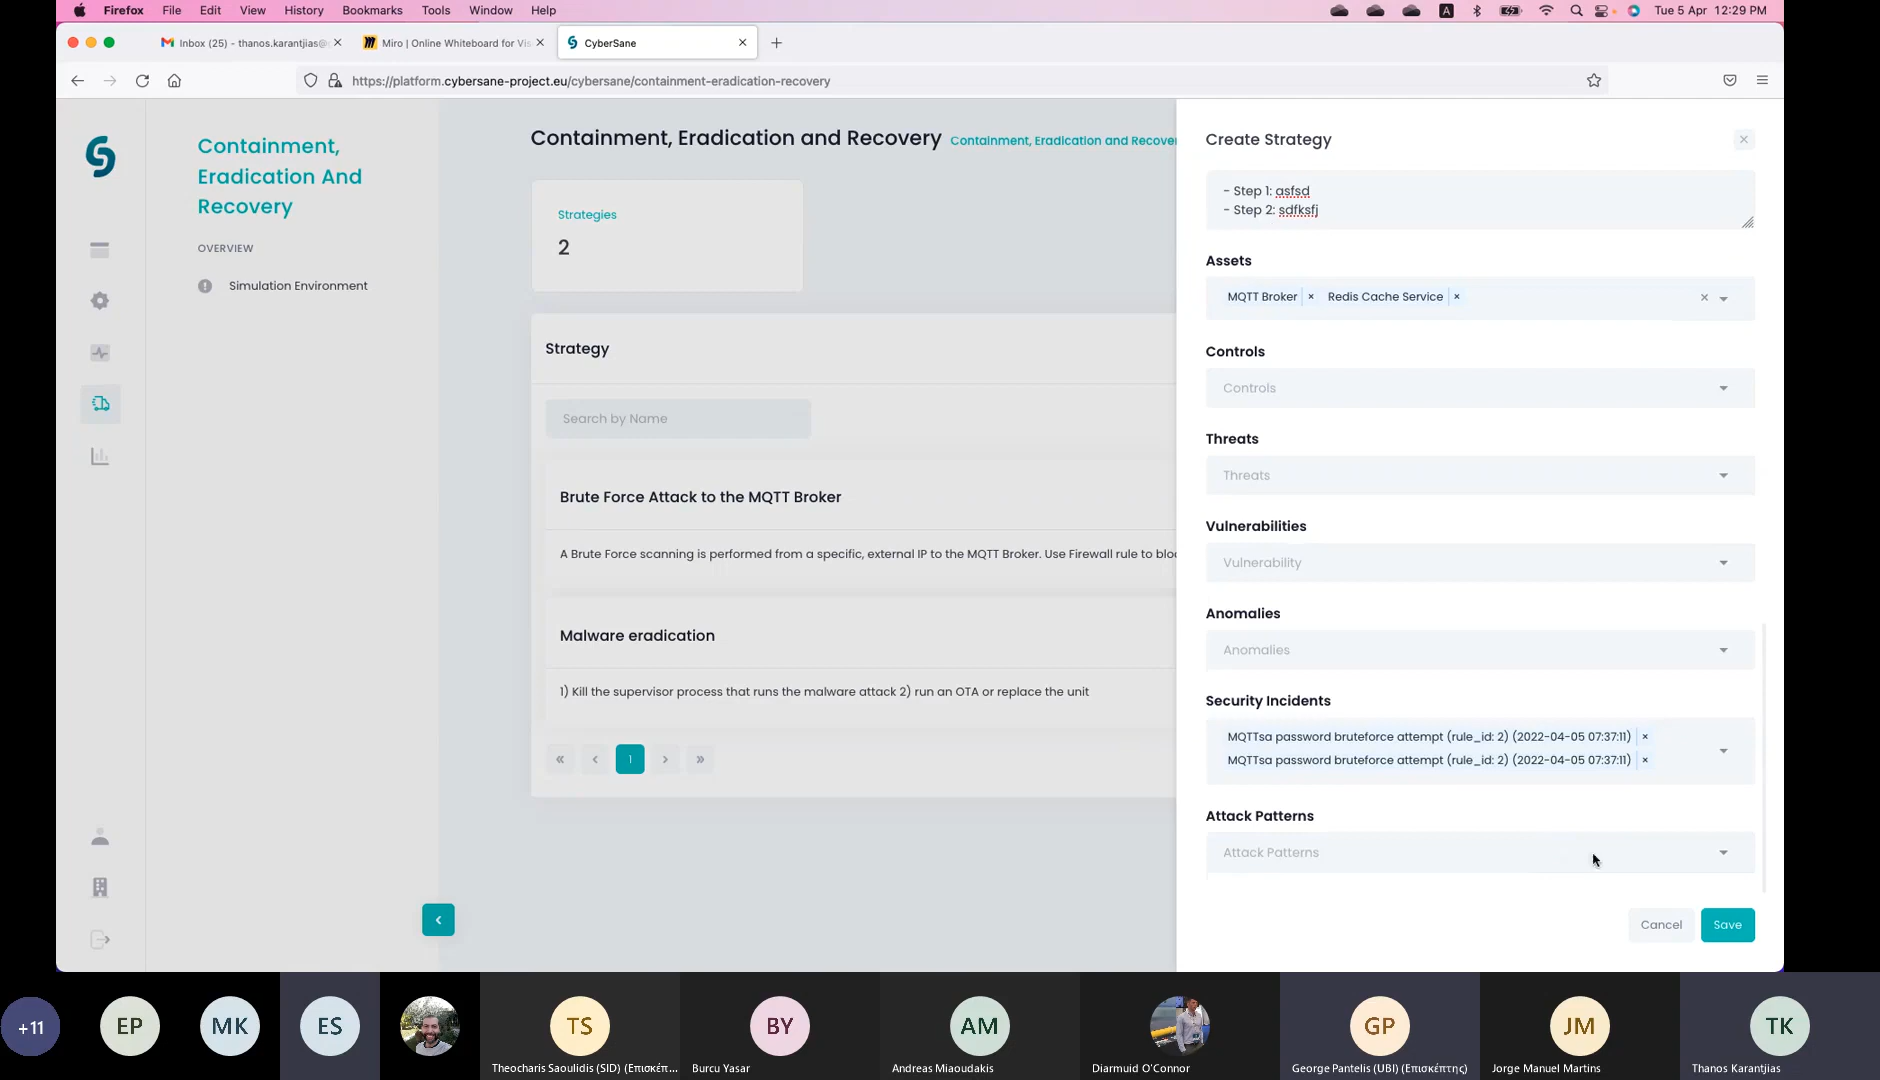 Firefox File Edit View History Bookmarks Tools Window Help
A
Tue 5 Apr 12:29 PM
Inbox (25) - thanos.karantjias@
Miro | Online Whiteboard for Vis
CyberSane
https://platform.cybersane-project.eu/cybersane/containment-eradication-recovery
Containment,
Eradication And
Recovery
OVERVIEW
Simulation Environment
Containment, Eradication and Recovery
Containment, Eradication and Recover
Strategies
2
Strategy
Search by Name
Brute Force Attack to the MQTT Broker
A Brute Force scanning is performed from a specific, external IP to the MQTT Broker. Use Firewall rule to bloc
Malware eradication
1) Kill the supervisor process that runs the malware attack 2) run an OTA or replace the unit
« ‹ 1 › »
Create Strategy
- Step 1: asfsd
- Step 2: sdfksfj
Assets
MQTT Broker × Redis Cache Service ×
Controls
Controls
Threats
Threats
Vulnerabilities
Vulnerability
Anomalies
Anomalies
Security Incidents
MQTTsa password bruteforce attempt (rule_id: 2) (2022-04-05 07:37:11) ×
MQTTsa password bruteforce attempt (rule_id: 2) (2022-04-05 07:37:11) ×
Attack Patterns
Attack Patterns
Cancel Save
+11 EP MK ES TS BY AM GP JM TK
Theocharis Saoulidis (SID) (Επισκέπ... Burcu Yasar Andreas Miaoudakis Diarmuid O'Connor George Pantelis (UBI) (Επισκέπτης) Jorge Manuel Martins Thanos Karantjias